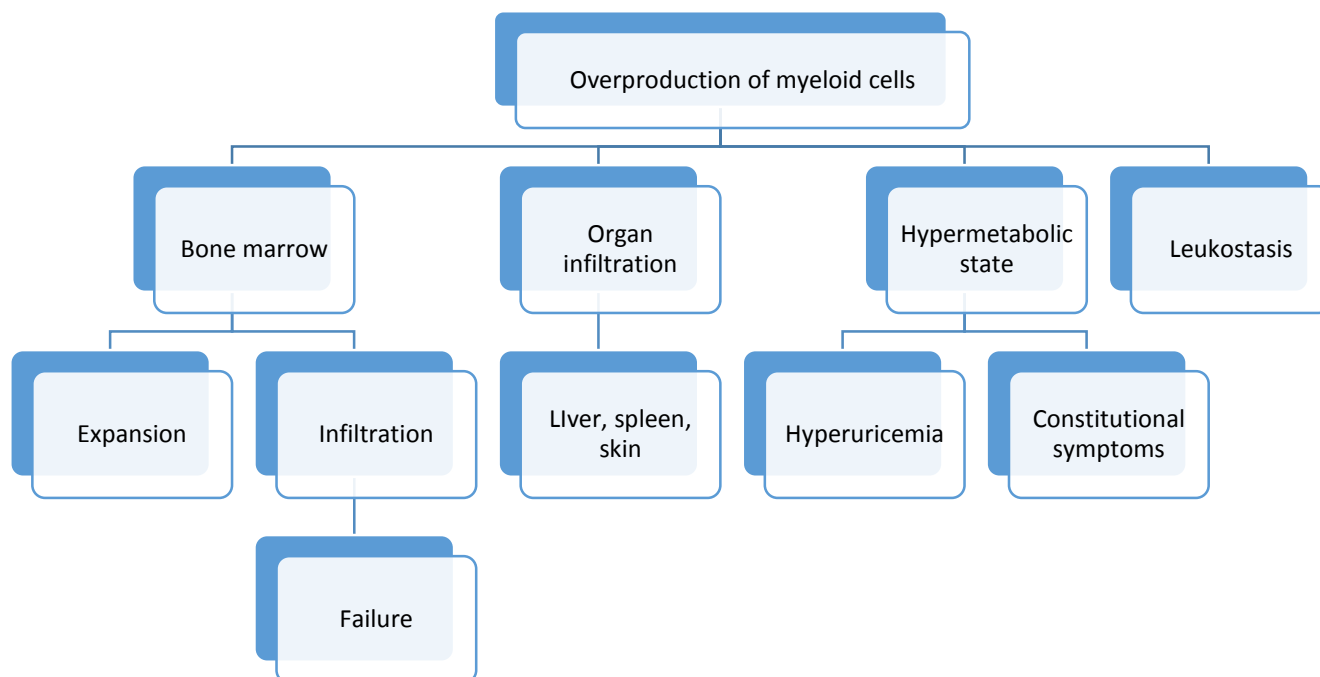 Overproduction of myeloid cells
Bone marrow
Organ
infiltration
Hypermetabolic
state
Leukostasis
Expansion
Infiltration
LIver, spleen,
skin
Hyperuricemia
Constitutional
symptoms
Failure